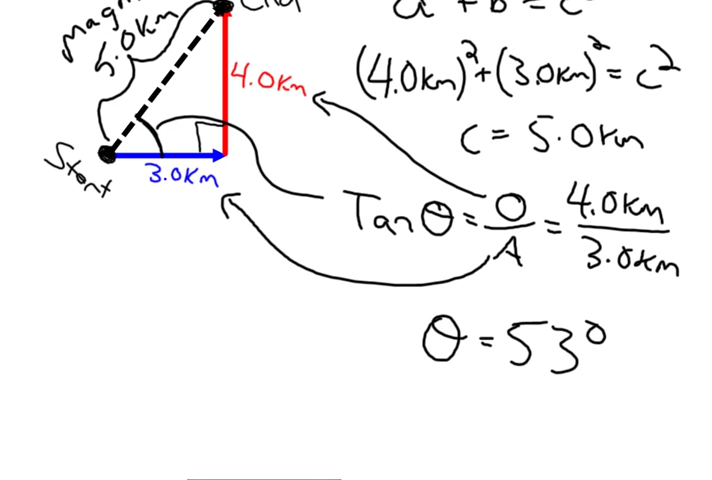 5.0km
4.0km
Start
3.0km
(4.0km)²+(3.0km)²= c²
c = 5.0km
Tan θ = O/A = 4.0km/3.0km
θ = 53°